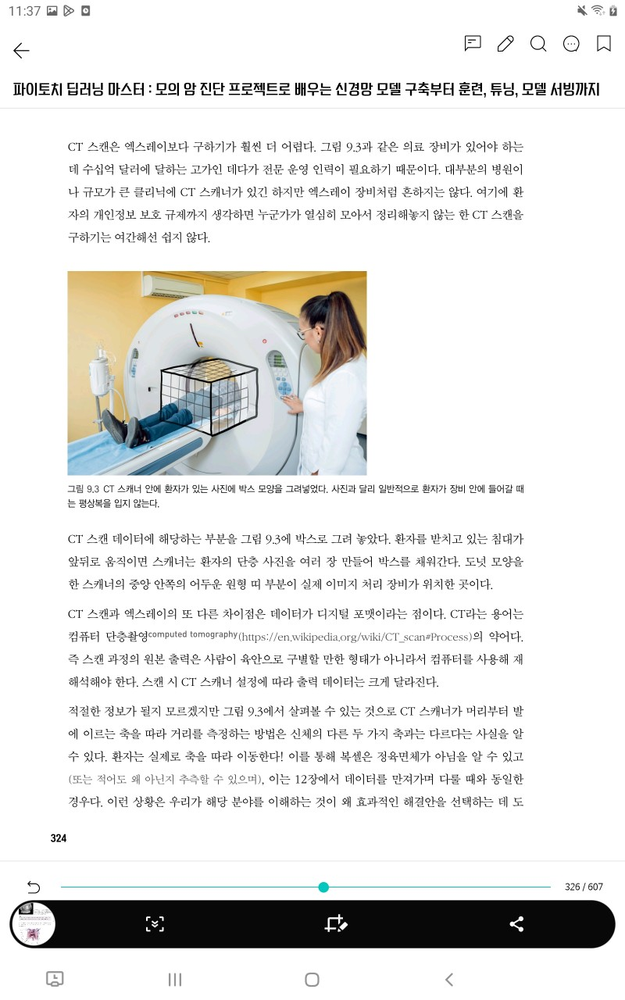 11:37
파이토치 딥러닝 마스터 : 모의 암 진단 프로젝트로 배우는 신경망 모델 구축부터 훈련, 튜닝, 모델 서빙까지
CT 스캔은 엑스레이보다 구하기가 훨씬 더 어렵다. 그림 9.3과 같은 의료 장비가 있어야 하는
데 수십억 달러에 달하는 고가인 데다가 전문 운영 인력이 필요하기 때문이다. 대부분의 병원이
나 규모가 큰 클리닉에 CT 스캐너가 있긴 하지만 엑스레이 장비처럼 흔하지는 않다. 여기에 환
자의 개인정보 보호 규제까지 생각하면 누군가가 열심히 모아서 정리해놓지 않는 한 CT 스캔을
구하기는 여간해선 쉽지 않다.
그림 9.3 CT 스캐너 안에 환자가 있는 사진에 박스 모양을 그려넣었다. 사진과 달리 일반적으로 환자가 장비 안에 들어갈 때
는 평상복을 입지 않는다.
CT 스캔 데이터에 해당하는 부분을 그림 9.3에 박스로 그려 놓았다. 환자를 받치고 있는 침대가
앞뒤로 움직이면 스캐너는 환자의 단층 사진을 여러 장 만들어 박스를 채워간다. 도넛 모양을
한 스캐너의 중앙 안쪽의 어두운 원형 띠 부분이 실제 이미지 처리 장비가 위치한 곳이다.
CT 스캔과 엑스레이의 또 다른 차이점은 데이터가 디지털 포맷이라는 점이다. CT라는 용어는
컴퓨터 단층촬영computed tomography(https://en.wikipedia.org/wiki/CT_scan#Process)의 약어다.
즉 스캔 과정의 원본 출력은 사람이 육안으로 구별할 만한 형태가 아니라서 컴퓨터를 사용해 재
해석해야 한다. 스캔 시 CT 스캐너 설정에 따라 출력 데이터는 크게 달라진다.
적절한 정보가 될지 모르겠지만 그림 9.3에서 살펴볼 수 있는 것으로 CT 스캐너가 머리부터 발
에 이르는 축을 따라 거리를 측정하는 방법은 신체의 다른 두 가지 축과는 다르다는 사실을 알
수 있다. 환자는 실제로 축을 따라 이동한다! 이를 통해 복셀은 정육면체가 아님을 알 수 있고
(또는 적어도 왜 아닌지 추측할 수 있으며), 이는 12장에서 데이터를 만져가며 다룰 때와 동일한
경우다. 이런 상황은 우리가 해당 분야를 이해하는 것이 왜 효과적인 해결안을 선택하는 데 도
324
326 / 607